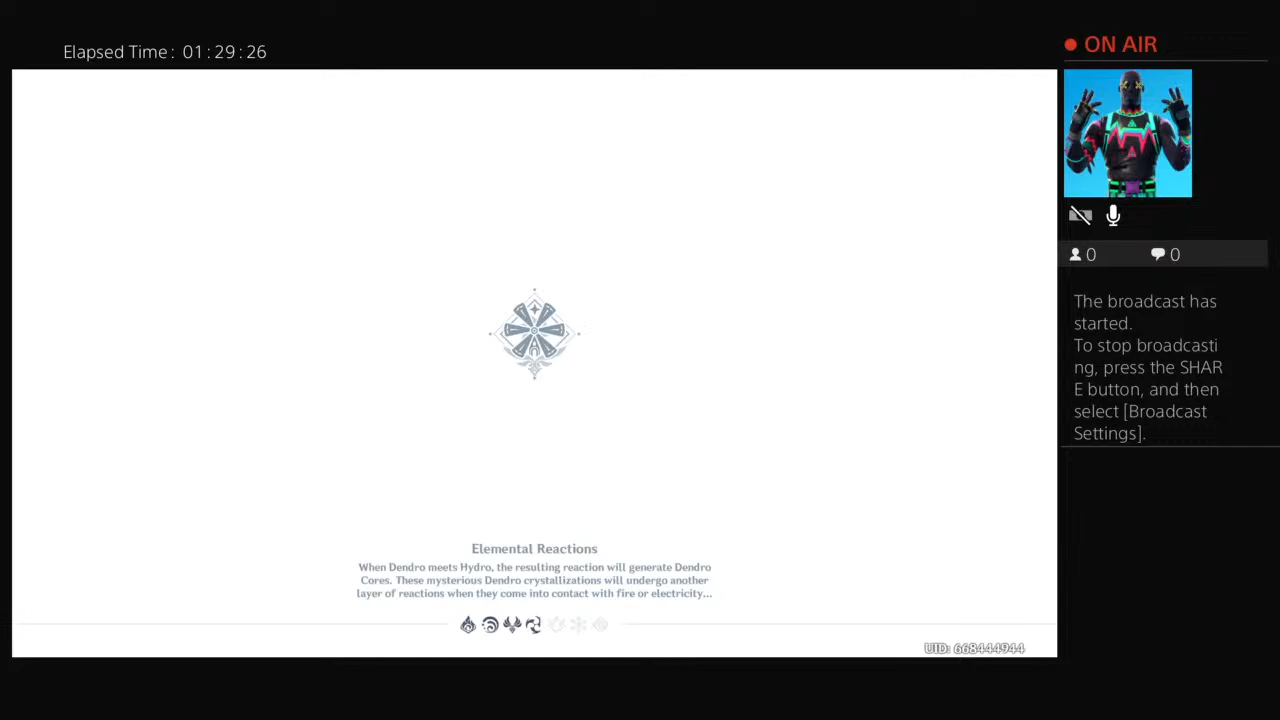 Elapsed Time: 01:29:26
ON AIR
0 0
The broadcast has
started.
To stop broadcasti
ng, press the SHAR
E button, and then
select [Broadcast
Settings].
Elemental Reactions
When Dendro meets Hydro, the resulting reaction will generate Dendro
Cores. These mysterious Dendro crystallizations will undergo another
layer of reactions when they come into contact with fire or electricity...
UID: 668444944